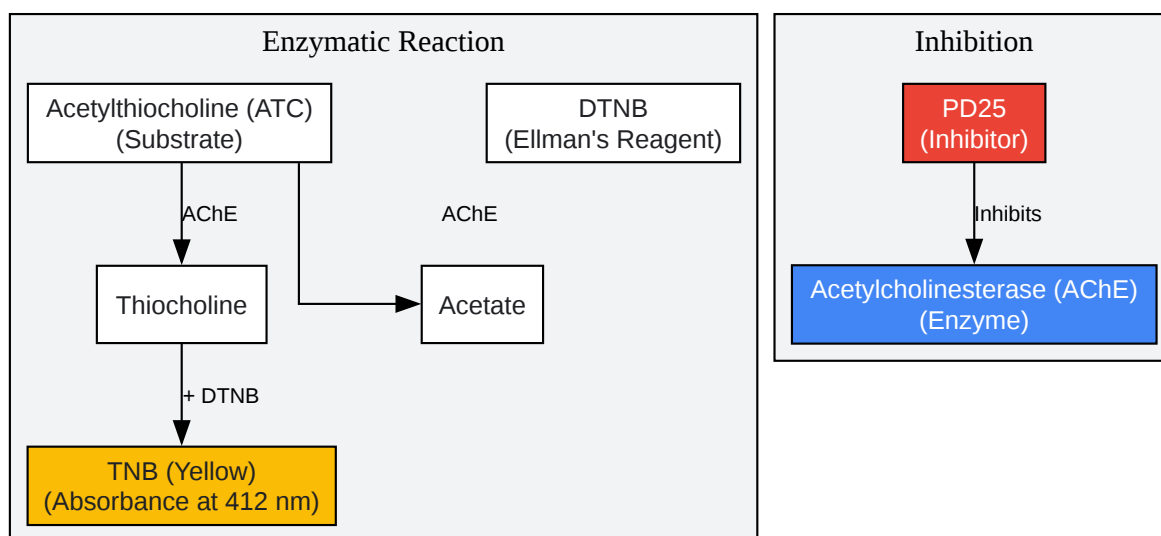 Enzymatic Reaction
Acetylthiocholine (ATC)
(Substrate)
DTNB
(Ellman's Reagent)
AChE
AChE
Thiocholine
Acetate
+ DTNB
TNB (Yellow)
(Absorbance at 412 nm)
Inhibition
PD25
(Inhibitor)
Inhibits
Acetylcholinesterase (AChE)
(Enzyme)